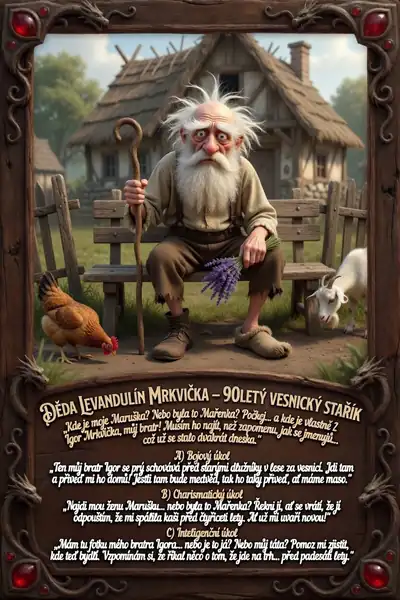 Děda Levandulín Mrkvička – 90letý vesnický stařík
„Kde je moje Maruška? Nebo byla to Mařenka? Počkej... a kde je vlastně ?
Igor Mrkvička, můj bratr! Musím ho najít, než zapomenu, jak se jmenuji...
což už se stalo dvakrát dneska.“
A) Bojový úkol
„Ten můj bratr Igor se prý schovává před starými dlužníky v lese za vesnicí. Jdi tam
a přiveď mi ho domů! Jestli tam bude medvěd, tak ho taky přiveď, ať máme maso.“
B) Charismatický úkol
„Najdi mou ženu Marušku... nebo byla to Mařenka? Řekni jí, ať se vrátí, že jí
odpouštím, že mi spálila kaši před čtyřiceti lety. Ať už mi uvaří novou!“
C) Inteligenční úkol
„Mám tu fotku mého bratra Igora... nebo je to já? Nebo můj táta? Pomoz mi zjistit,
kde teď bydlí. Vzpomínám si, že říkal něco o tom, že jde na trh... před padesáti lety.“